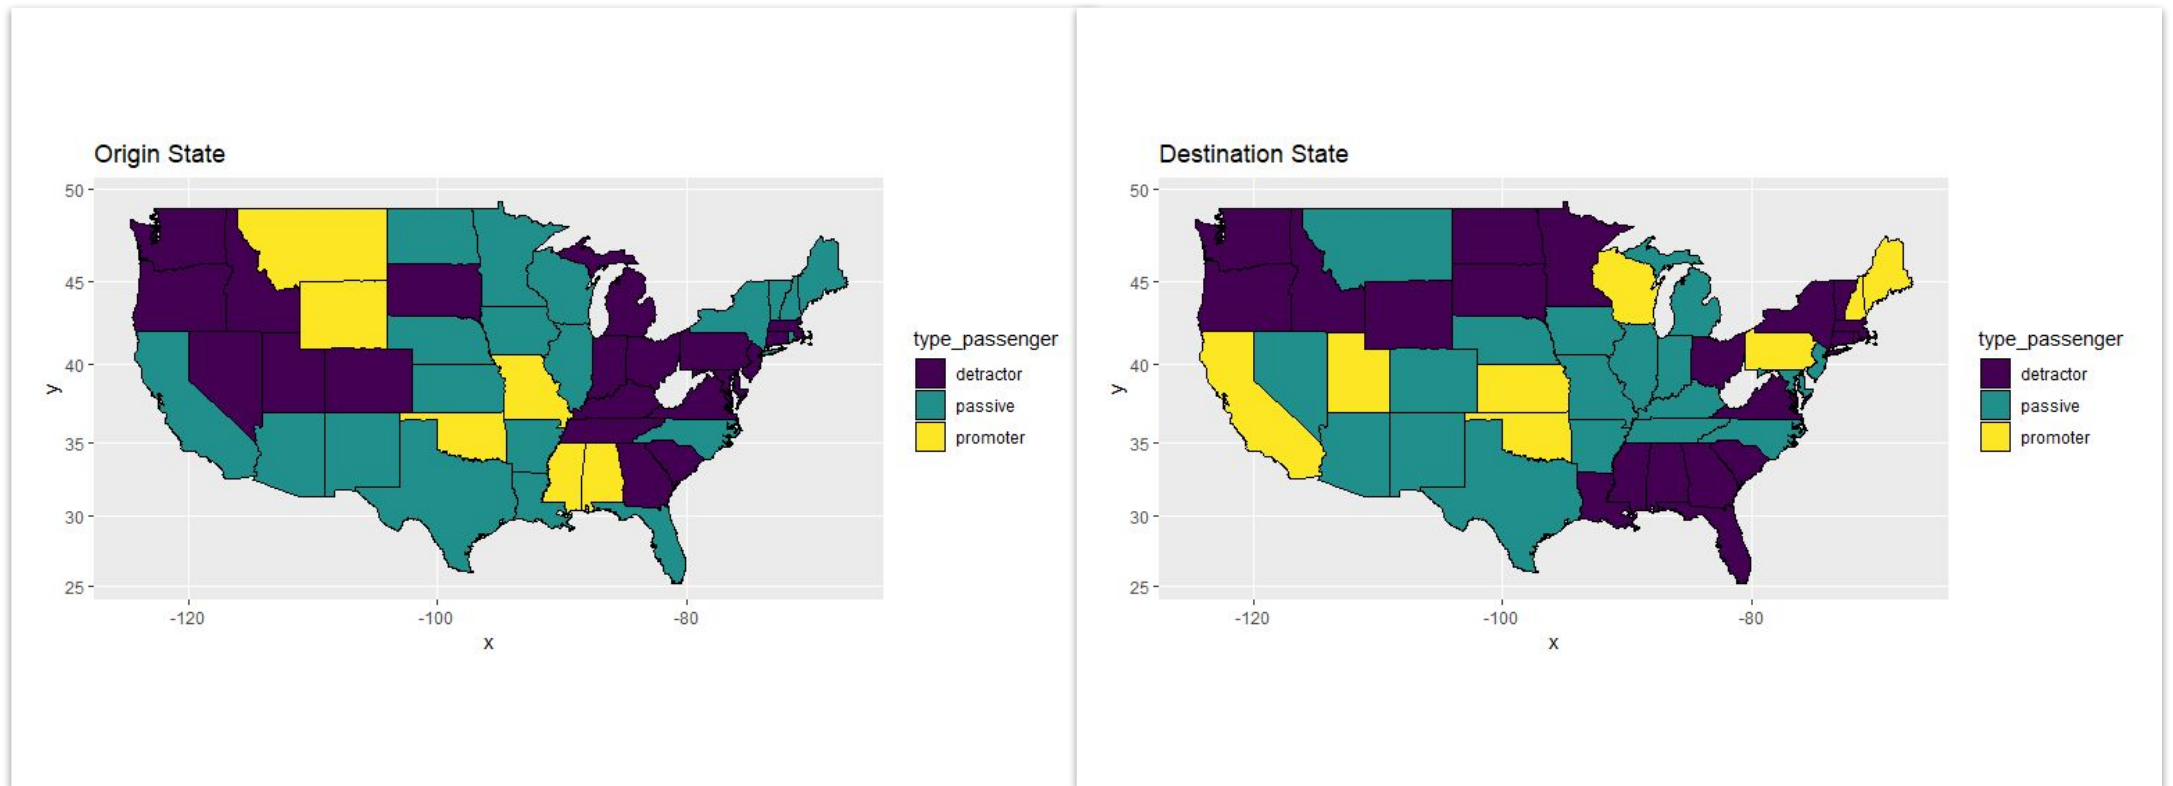 Origin State
50
45
40
35
30
25
y
-120 -100 -80
x
type_passenger
detractor
passive
promoter
Destination State
50
45
40
35
30
25
y
-120 -100 -80
x
type_passenger
detractor
passive
promoter